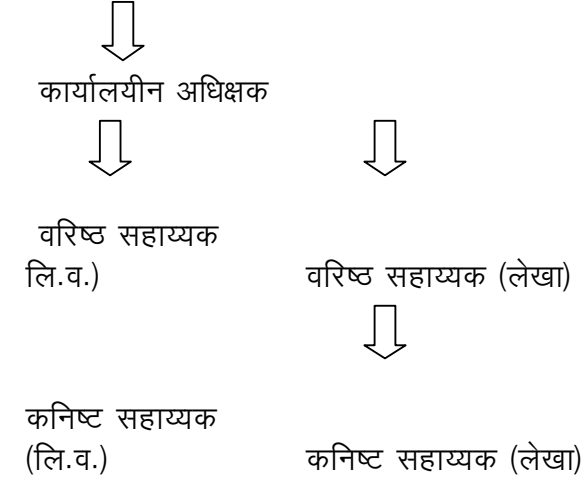 कार्यालयीन अधिक्षक
वरिष्ठ सहाय्यक
लि.व.)
वरिष्ठ सहाय्यक (लेखा)
कनिष्ट सहाय्यक
(लि.व.)
कनिष्ट सहाय्यक (लेखा)